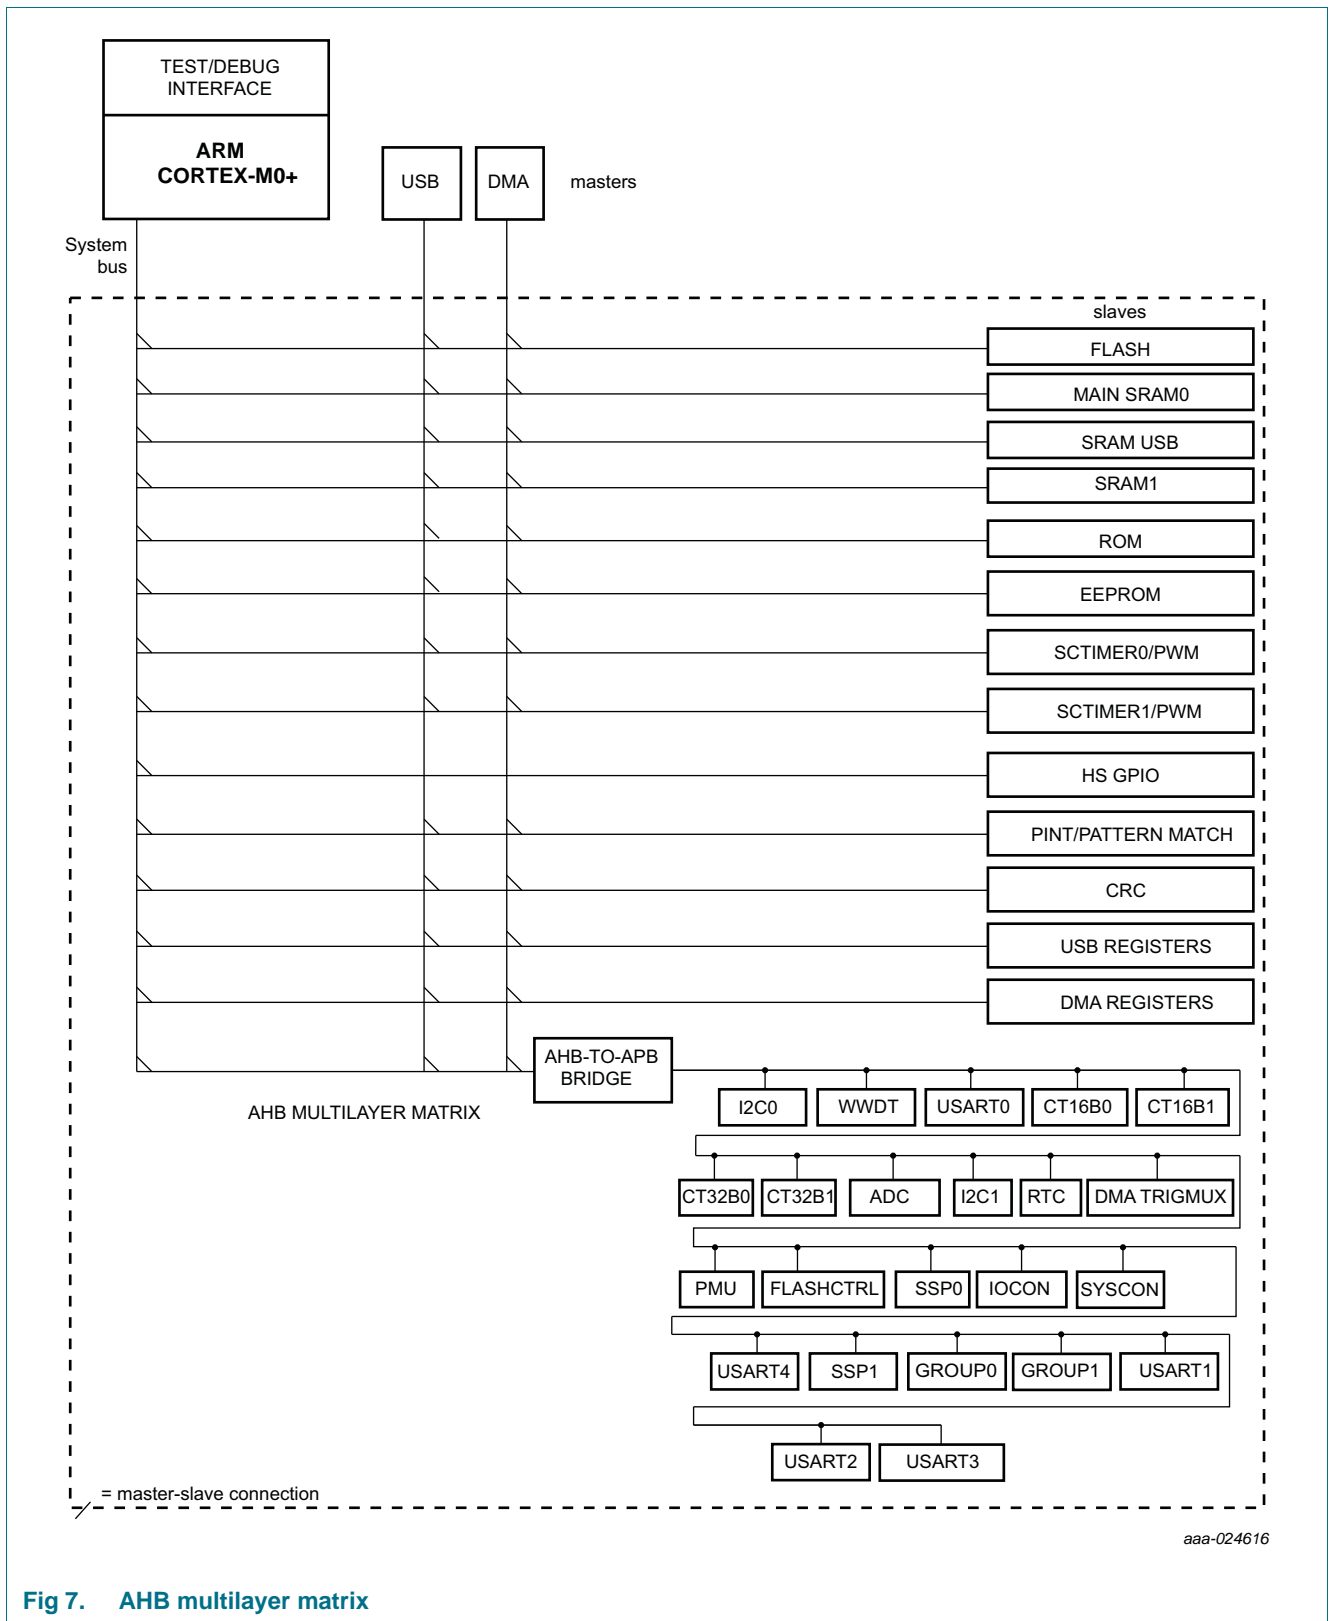 TEST/DEBUG
INTERFACE
ARM
CORTEX-M0+
USB
DMA
masters
System
bus
slaves
FLASH
MAIN SRAM0
SRAM USB
SRAM1
ROM
EEPROM
SCTIMER0/PWM
SCTIMER1/PWM
HS GPIO
PINT/PATTERN MATCH
CRC
USB REGISTERS
DMA REGISTERS
AHB-TO-APB
BRIDGE
AHB MULTILAYER MATRIX
I2C0
WWDT
USART0
CT16B0
CT16B1
CT32B0
CT32B1
ADC
I2C1
RTC
DMA TRIGMUX
PMU
FLASHCTRL
SSP0
IOCON
SYSCON
USART4
SSP1
GROUP0
GROUP1
USART1
USART2
USART3
= master-slave connection
aaa-024616
Fig 7. AHB multilayer matrix